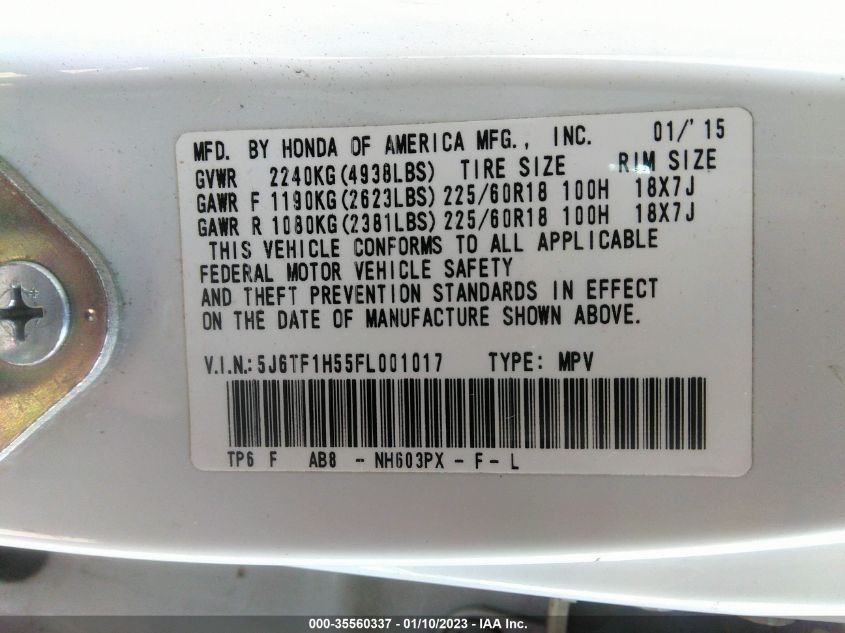 MFD. BY HONDA OF AMERICA MFG., INC. 01/'15
GVWR 2240KG(4938LBS) TIRE SIZE RIM SIZE
GAWR F 1190KG(2623LBS) 225/60R18 100H 18X7J
GAWR R 1080KG(2381LBS) 225/60R18 100H 18X7J
THIS VEHICLE CONFORMS TO ALL APPLICABLE
FEDERAL MOTOR VEHICLE SAFETY
AND THEFT PREVENTION STANDARDS IN EFFECT
ON THE DATE OF MANUFACTURE SHOWN ABOVE.
V.I.N.: 5J6TF1H55FL001017 TYPE: MPV
TP6 F AB8 - NH603PX - F - L
000-35560337 - 01/10/2023 - IAA Inc.